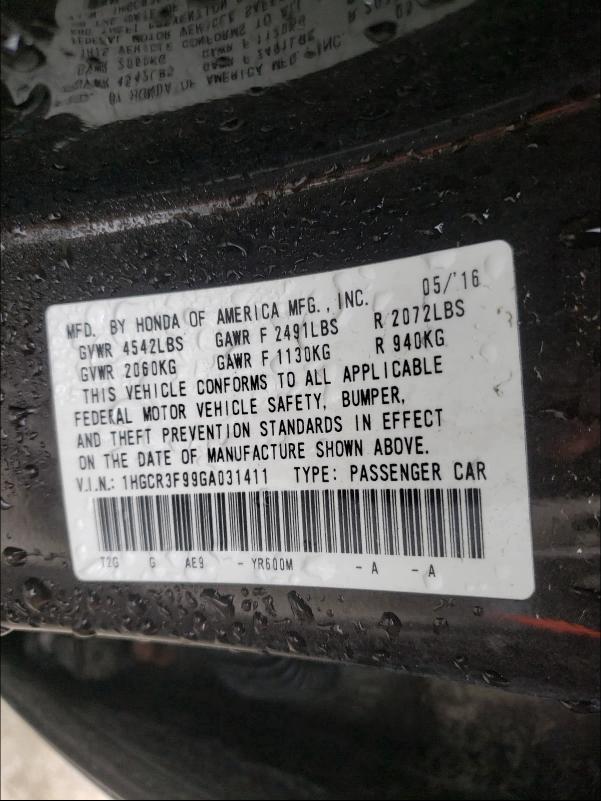 MFD. BY HONDA OF AMERICA MFG., INC. 05/'16
GVWR 4542LBS GAWR F 2491LBS R 2072LBS
GVWR 2060KG GAWR F 1130KG R 940KG
THIS VEHICLE CONFORMS TO ALL APPLICABLE
FEDERAL MOTOR VEHICLE SAFETY, BUMPER,
AND THEFT PREVENTION STANDARDS IN EFFECT
ON THE DATE OF MANUFACTURE SHOWN ABOVE.
V.I.N.: 1HGCR3F99GA031411 TYPE: PASSENGER CAR
T2G G AE9 - YR600M - A - A